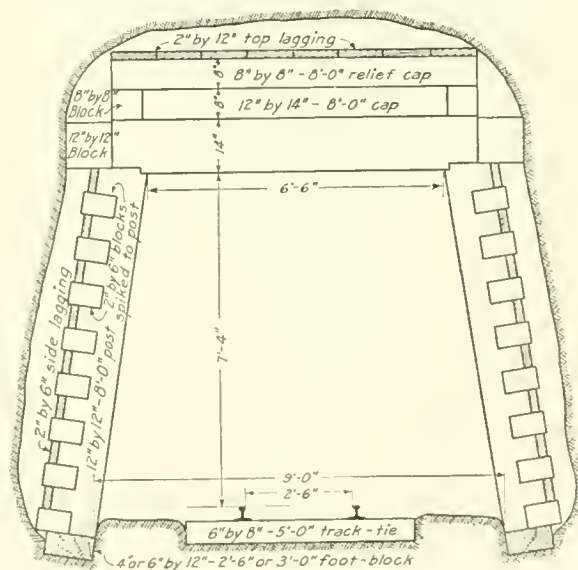 2" by 12" top lagging
8" by 8" - 8'-0" relief cap
8"
8" by 8"
Block
12" by 14" - 8'-0" cap
8"
12" by 12"
Block
14"
6'-6"
2" by 6" blocks
spiked to post
2" by 6" side lagging
12" by 12" - 8'-0" post
7'-4"
9'-0"
2'-6"
6" by 8" - 5'-0" track-tie
4" or 6" by 12" - 2'-6" or 3'-0" foot-block